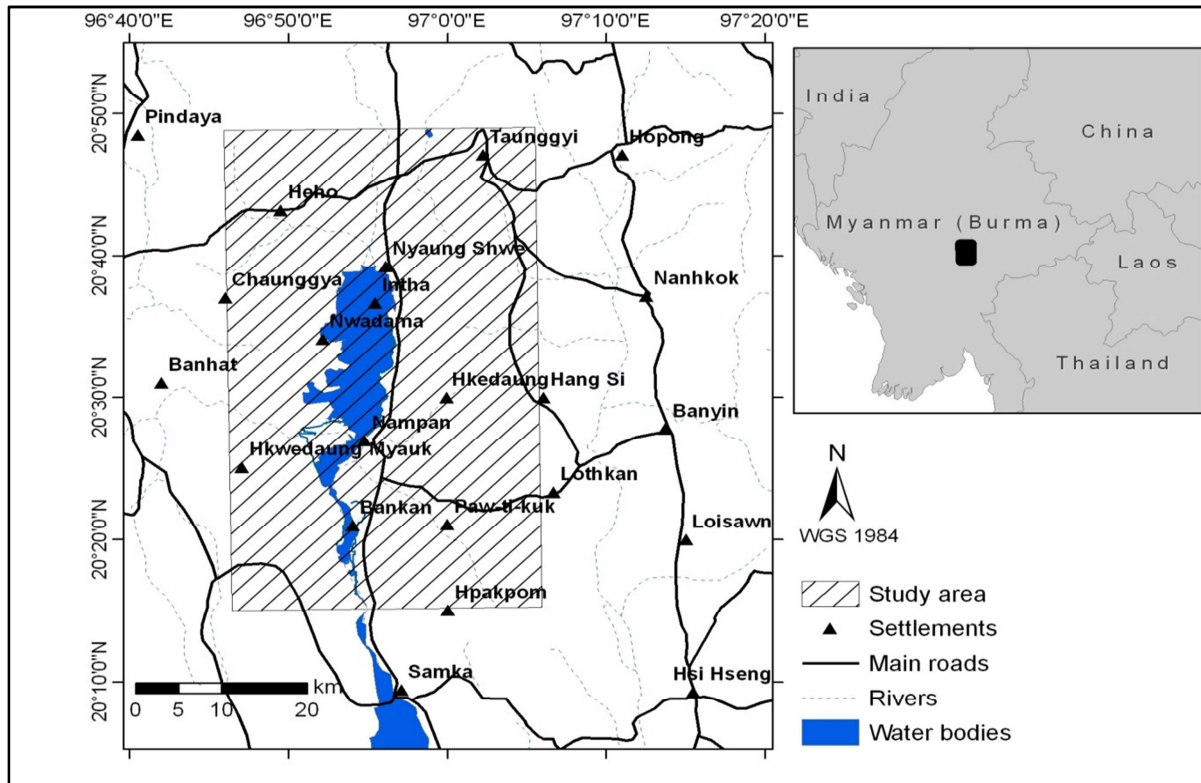 96°40'0"E
96°50'0"E
97°0'0"E
97°10'0"E
97°20'0"E
20°50'0"N
20°40'0"N
20°30'0"N
20°20'0"N
20°10'0"N
Pindaya
Taunggyi
Hopong
Heho
Nyaung Shwe
Chaunggya
Intha
Nanhkok
Nwadama
Banhat
Hkedaung
Hang Si
Banyin
Nampan
Hkwedaung Myauk
Lothkan
Bankan
Paw-ti-kuk
Loisawn
Hpakpom
Samka
Hsi Hseng
km
0 5 10 20
India
China
Myanmar (Burma)
Laos
Thailand
N
WGS 1984
Study area
Settlements
Main roads
Rivers
Water bodies